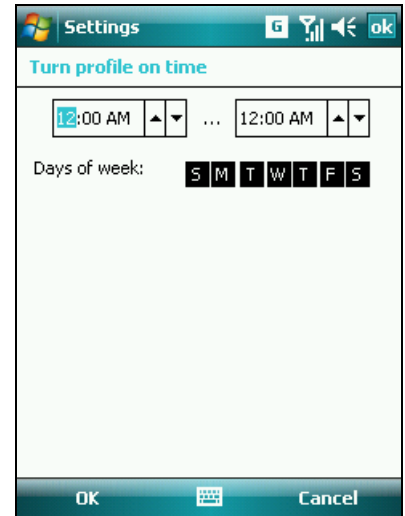 Settings G ok
Turn profile on time
12:00 AM ... 12:00 AM
Days of week: S M T W T F S
OK Cancel